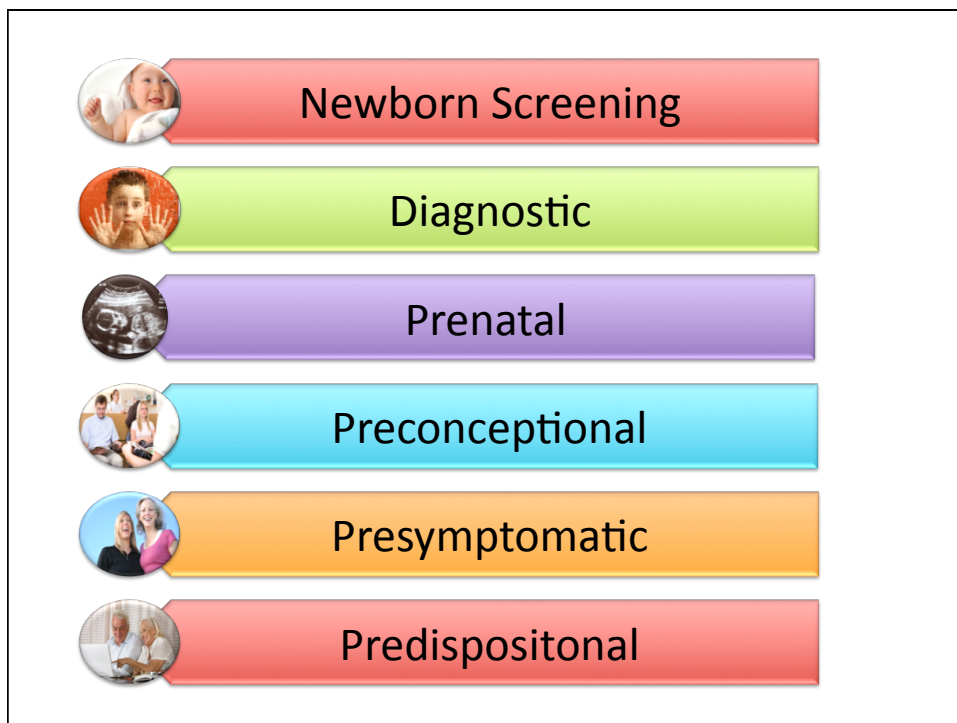 Newborn Screening
Diagnostic
Prenatal
Preconceptional
Presymptomatic
Predispositonal